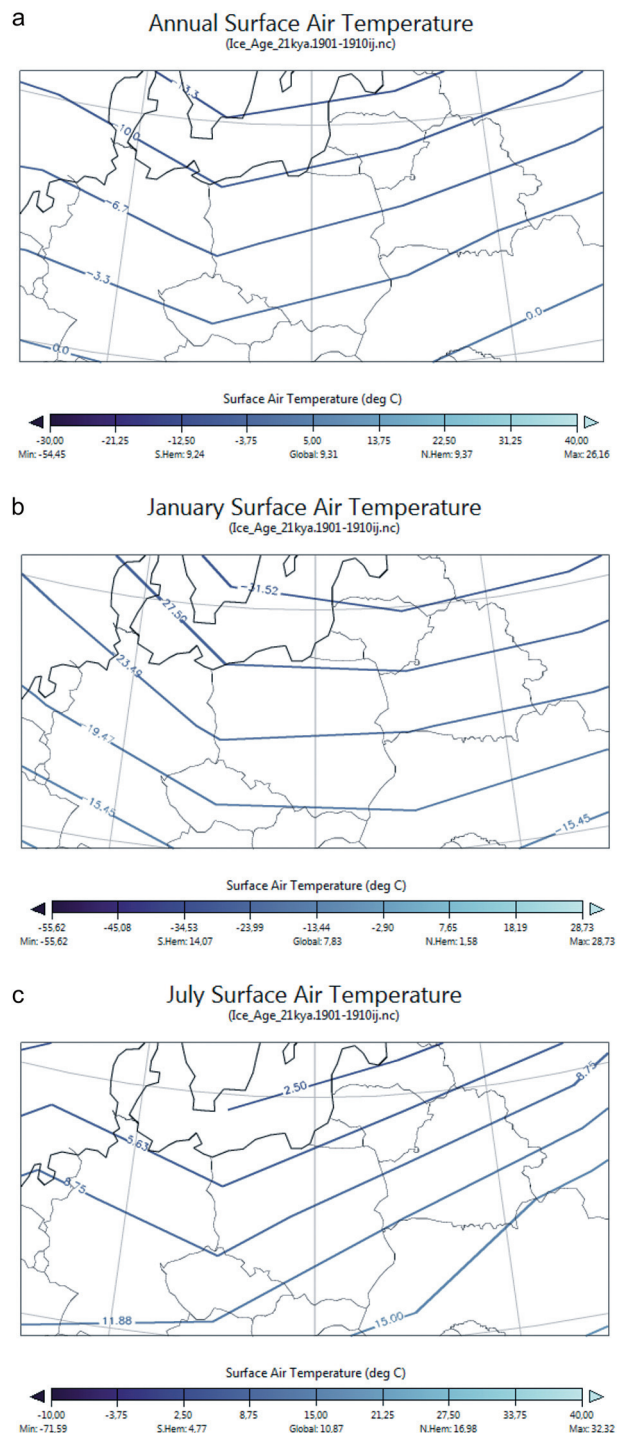 a
Annual Surface Air Temperature
(Ice_Age_21kya.1901-1910ij.nc)
-13.3
-10.0
-6.7
-3.3
0.0
0.0
Surface Air Temperature (deg C)
-30,00 -21,25 -12,50 -3,75 5,00 13,75 22,50 31,25 40,00
Min: -54,45 S.Hem: 9,24 Global: 9,31 N.Hem: 9,37 Max: 26,16
b
January Surface Air Temperature
(Ice_Age_21kya.1901-1910ij.nc)
-31.52
-27.50
-23.49
-19.47
-15.45
-15.45
Surface Air Temperature (deg C)
-55,62 -45,08 -34,53 -23,99 -13,44 -2,90 7,65 18,19 28,73
Min: -55,62 S.Hem: 14,07 Global: 7,83 N.Hem: 1,58 Max: 28,73
c
July Surface Air Temperature
(Ice_Age_21kya.1901-1910ij.nc)
8.75
2.50
5.63
8.75
11.88
15.00
Surface Air Temperature (deg C)
-10,00 -3,75 2,50 8,75 15,00 21,25 27,50 33,75 40,00
Min: -71,59 S.Hem: 4,77 Global: 10,87 N.Hem: 16,98 Max: 32,32